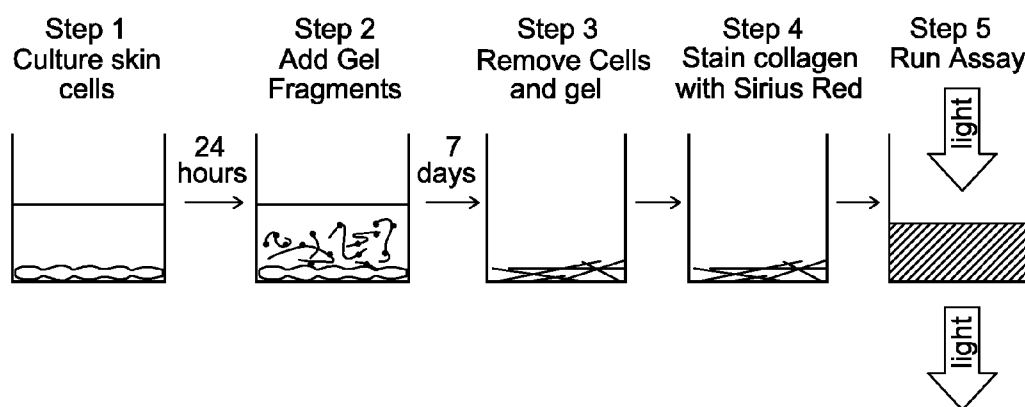 Step 1
Culture skin
cells
24
hours
Step 2
Add Gel
Fragments
7
days
Step 3
Remove Cells
and gel
Step 4
Stain collagen
with Sirius Red
Step 5
Run Assay
light
light